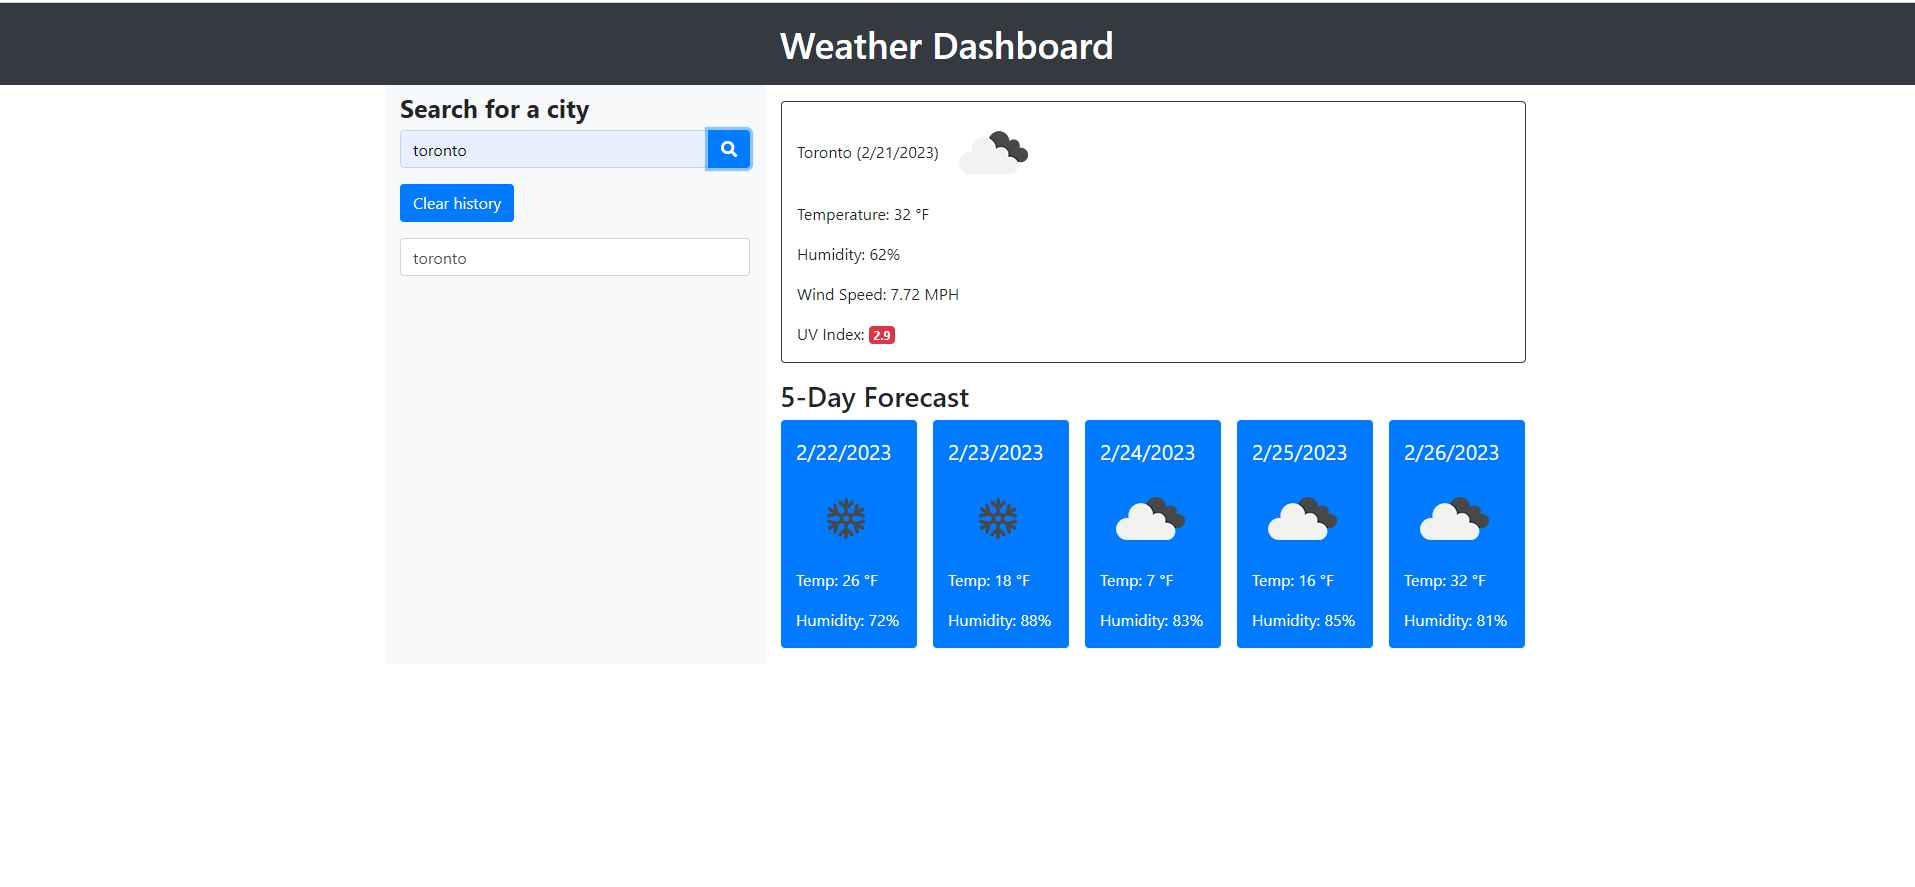 Weather Dashboard
Search for a city
toronto
Clear history
toronto
Toronto (2/21/2023)
Temperature: 32 °F
Humidity: 62%
Wind Speed: 7.72 MPH
UV Index: 2.9
5-Day Forecast
2/22/2023
Temp: 26 °F
Humidity: 72%
2/23/2023
Temp: 18 °F
Humidity: 88%
2/24/2023
Temp: 7 °F
Humidity: 83%
2/25/2023
Temp: 16 °F
Humidity: 85%
2/26/2023
Temp: 32 °F
Humidity: 81%